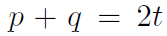 p + q = 2t